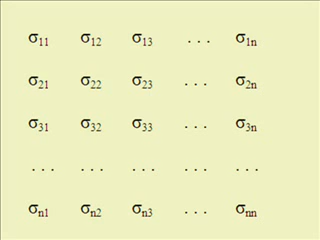 σ₁₁ σ₁₂ σ₁₃ . . . σ₁ₙ
σ₂₁ σ₂₂ σ₂₃ . . . σ₂ₙ
σ₃₁ σ₃₂ σ₃₃ . . . σ₃ₙ
. . . . . . . . . . . . . . .
σₙ₁ σₙ₂ σₙ₃ . . . σₙₙ